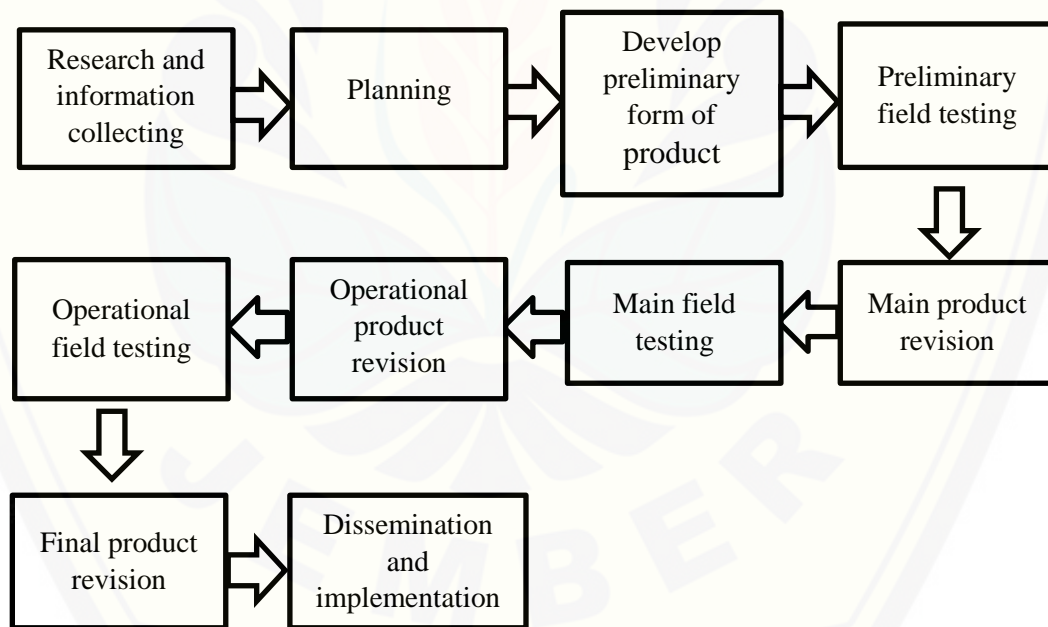 Research and
information
collecting
Planning
Develop
preliminary
form of
product
Preliminary
field testing
Main product
revision
Main field
testing
Operational
product
revision
Operational
field testing
Final product
revision
Dissemination
and
implementation
JEMBER